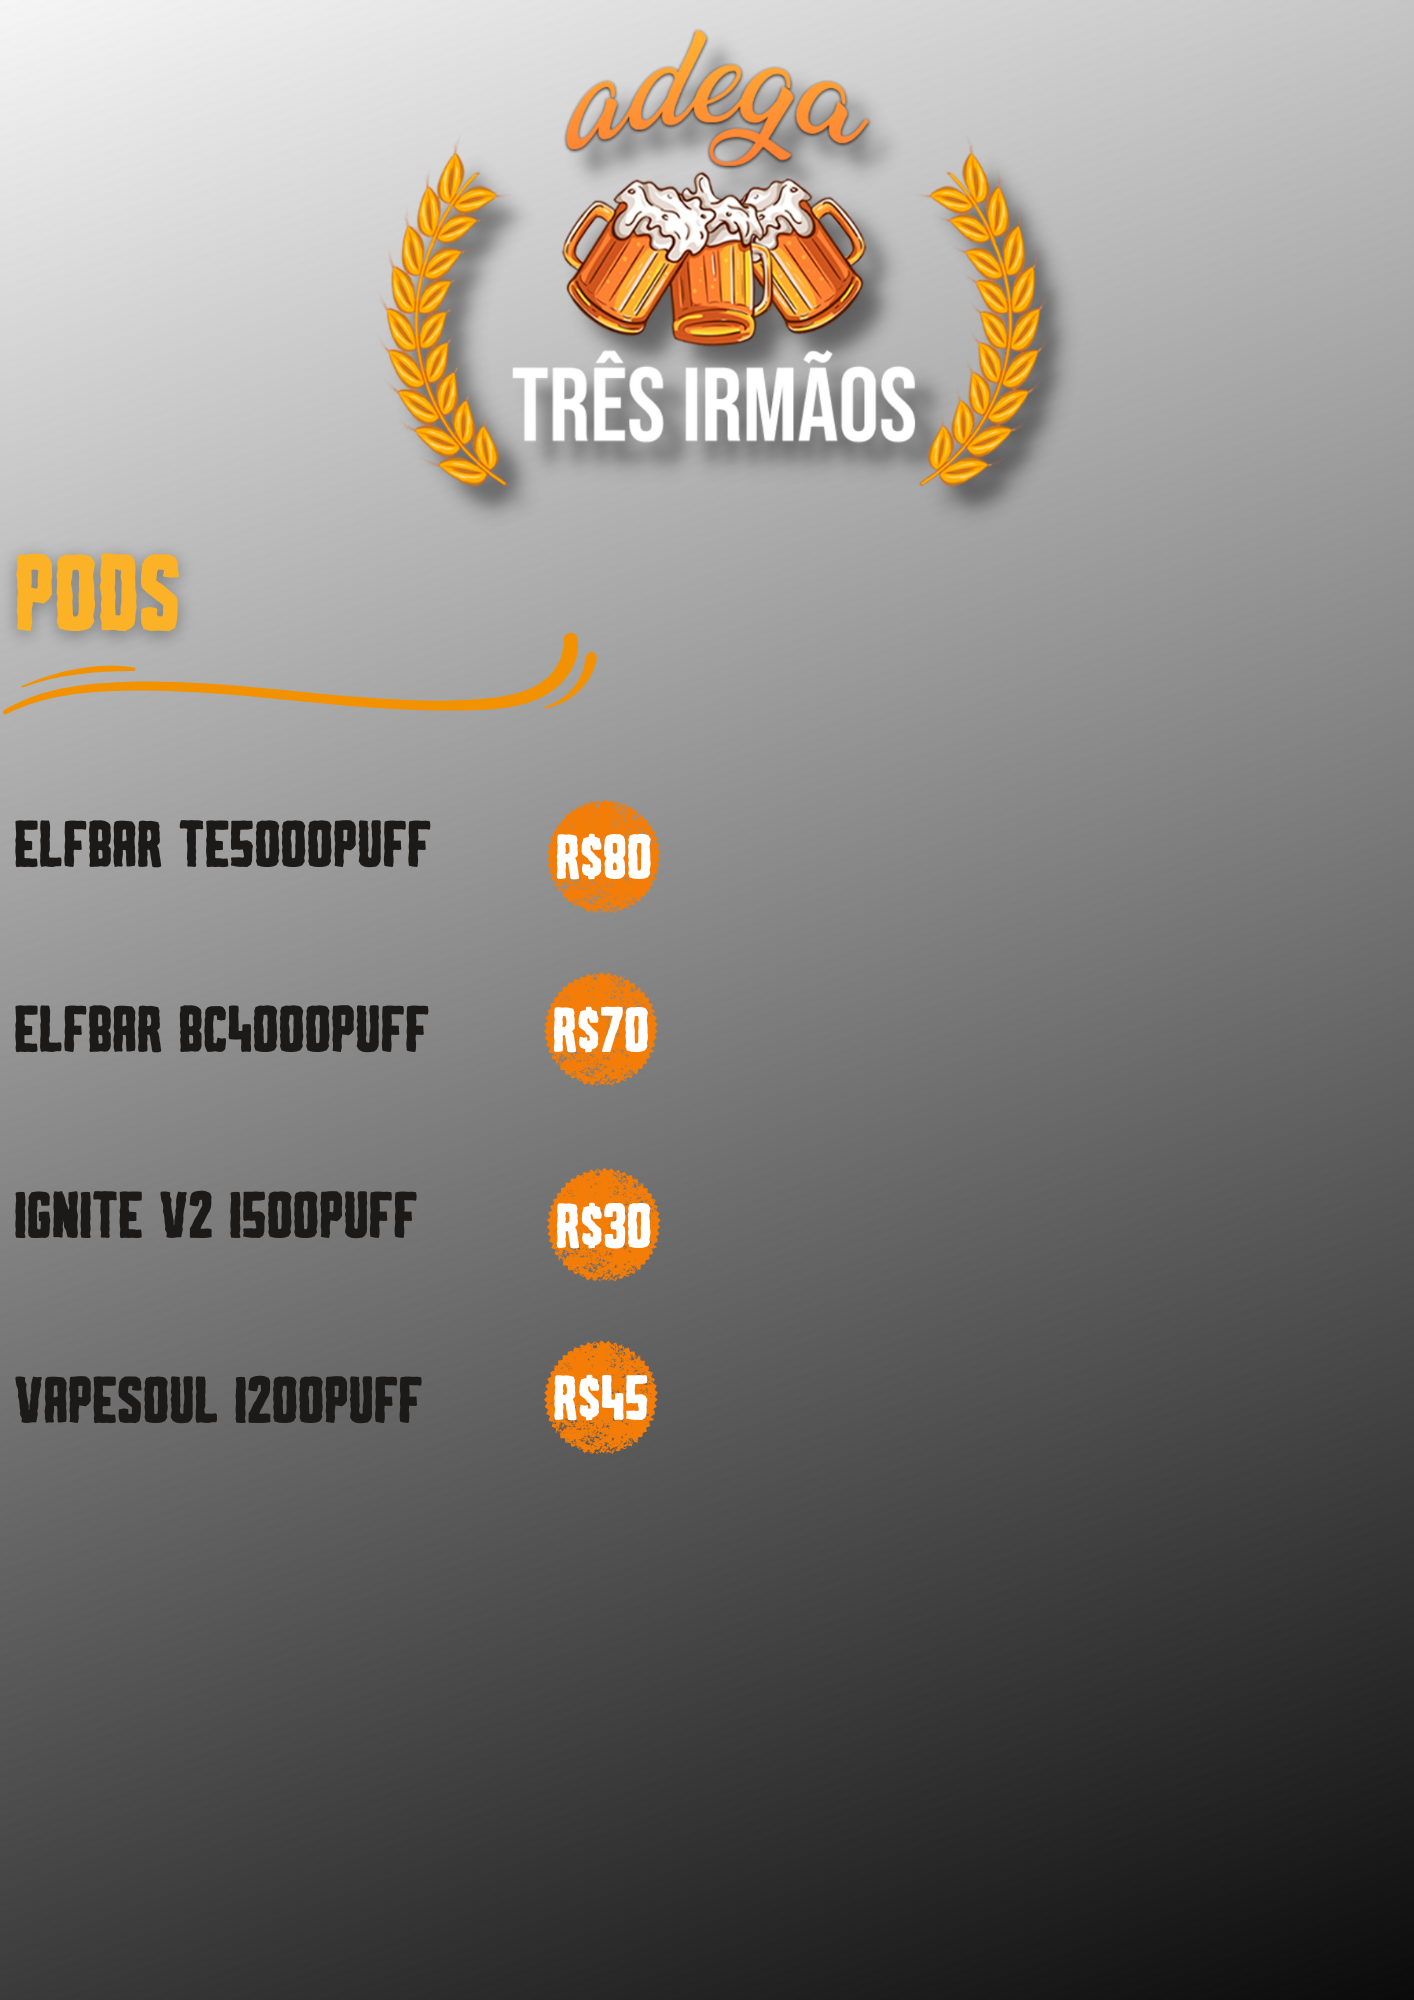 adega
TRÊS IRMÃOS
PODS
ELFBAR TE5000PUFF R$80
ELFBAR BC4000PUFF R$70
IGNITE V2 1500PUFF R$30
VAPESOUL 1200PUFF R$45